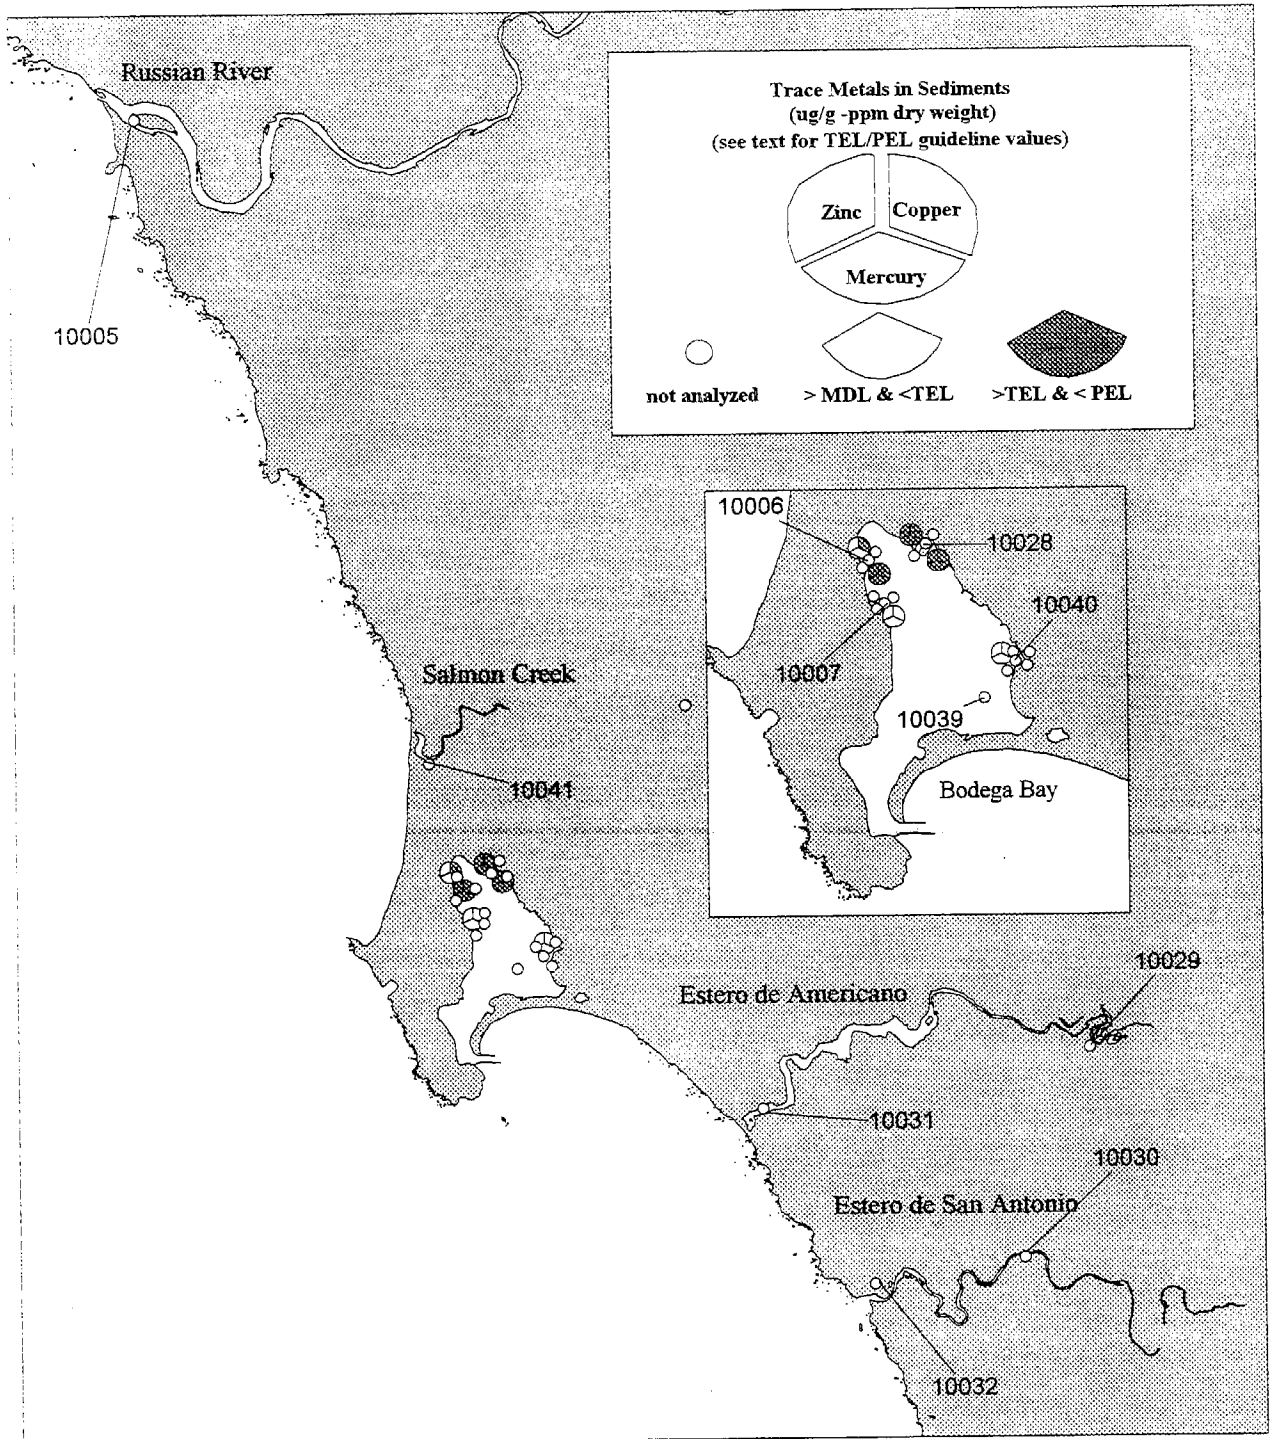 Russian River
Trace Metals in Sediments
(ug/g -ppm dry weight)
(see text for TEL/PEL guideline values)
Zinc
Copper
Mercury
10005
not analyzed
> MDL & <TEL
>TEL & < PEL
10006
10028
10040
10007
10039
Bodega Bay
Salmon Creek
10041
10029
Estero de Americano
10031
10030
Estero de San Antonio
10032